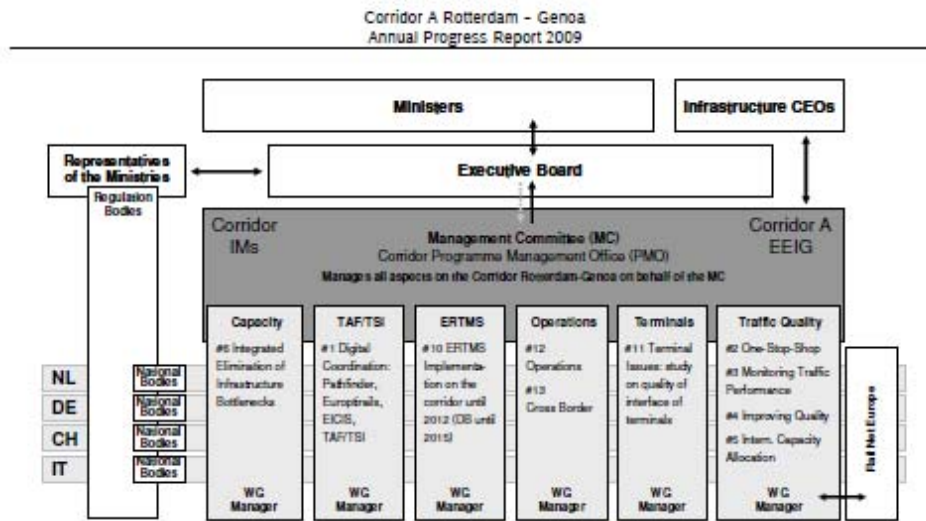 Corridor A Rotterdam - Genoa
Annual Progress Report 2009
Ministers
Infrastructure CEOs
Representatives
of the Ministries
Executive Board
Regulation
Bodies
Corridor
IMs
Management Committee (MC)
Corridor Programme Management Office (PMO)
Manages all aspects on the Corridor Rotterdam-Genoa on behalf of the MC
Corridor A
EEIG
Capacity
#6 Integrated
Elimination of
Infrastructure
Bottlenecks
WG
Manager
TAF/TSI
#1 Digital
Coordination:
Pathfinder,
Europtrails,
EICIS,
TAF/TSI
WG
Manager
ERTMS
#10 ERTMS
Implementa-
tion on the
corridor until
2012 (DB until
2015)
WG
Manager
Operations
#12
Operations
#13
Cross Border
WG
Manager
Terminals
#11 Terminal
Issues: study
on quality of
interface of
terminals
WG
Manager
Traffic Quality
#2 One-Stop-Shop
#3 Monitoring Traffic
Performance
#4 Improving Quality
#5 Intern. Capacity
Allocation
WG
Manager
NL
National
Bodies
DE
National
Bodies
CH
National
Bodies
IT
National
Bodies
Rail Net Europe